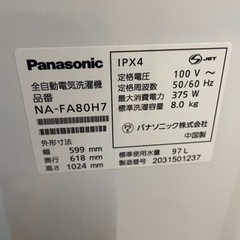 Panasonic
全自動電気洗濯機
品番
NA-FA80H7
外形寸法
幅 599 mm
奥行 618 mm
高さ 1024 mm
IPX4
JET
定格電圧 100 V~
定格周波数 50/60 Hz
最大消費電力 375 W
標準洗濯容量 8.0 kg
パナソニック株式会社
中国製
標準使用水量 97 L
製造番号 2031501237